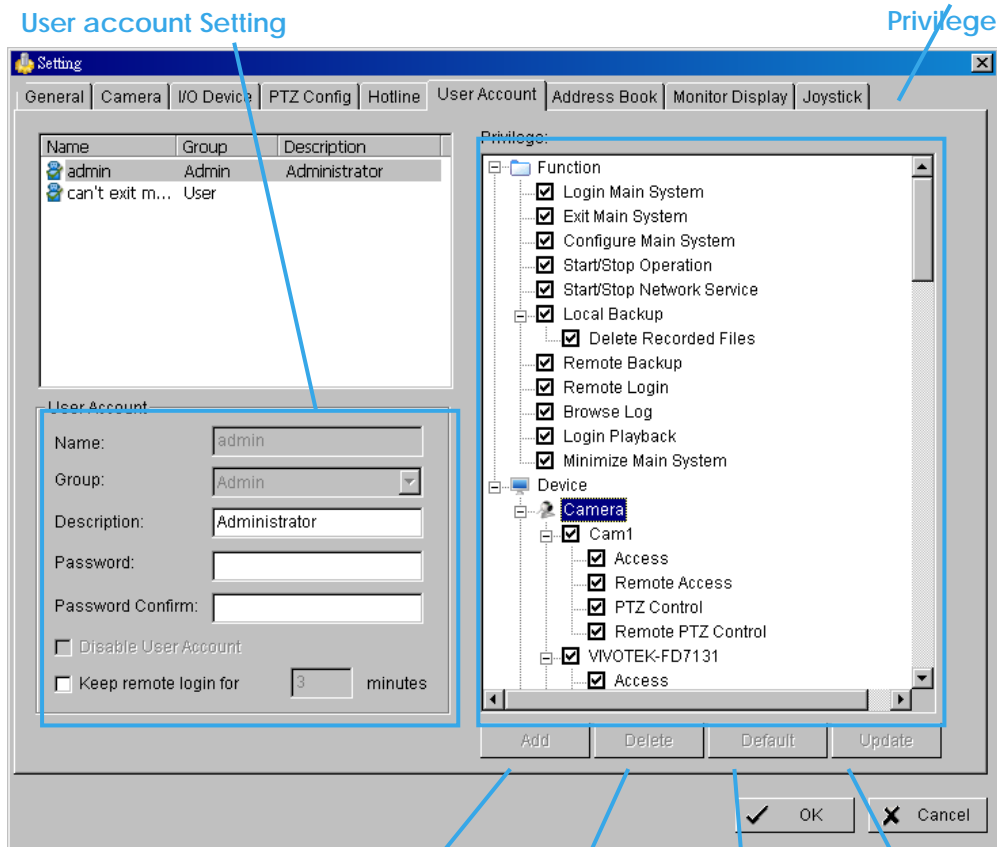 User account Setting
Privilege
Setting
General Camera I/O Device PTZ Config Hotline User Account Address Book Monitor Display Joystick
Name Group Description
admin Admin Administrator
can't exit m... User
User Account
Name: admin
Group: Admin
Description: Administrator
Password:
Password Confirm:
Disable User Account
Keep remote login for 3 minutes
Privilege:
Function
Login Main System
Exit Main System
Configure Main System
Start/Stop Operation
Start/Stop Network Service
Local Backup
Delete Recorded Files
Remote Backup
Remote Login
Browse Log
Login Playback
Minimize Main System
Device
Camera
Cam1
Access
Remote Access
PTZ Control
Remote PTZ Control
VIVOTEK-FD7131
Access
Add Delete Default Update
OK Cancel